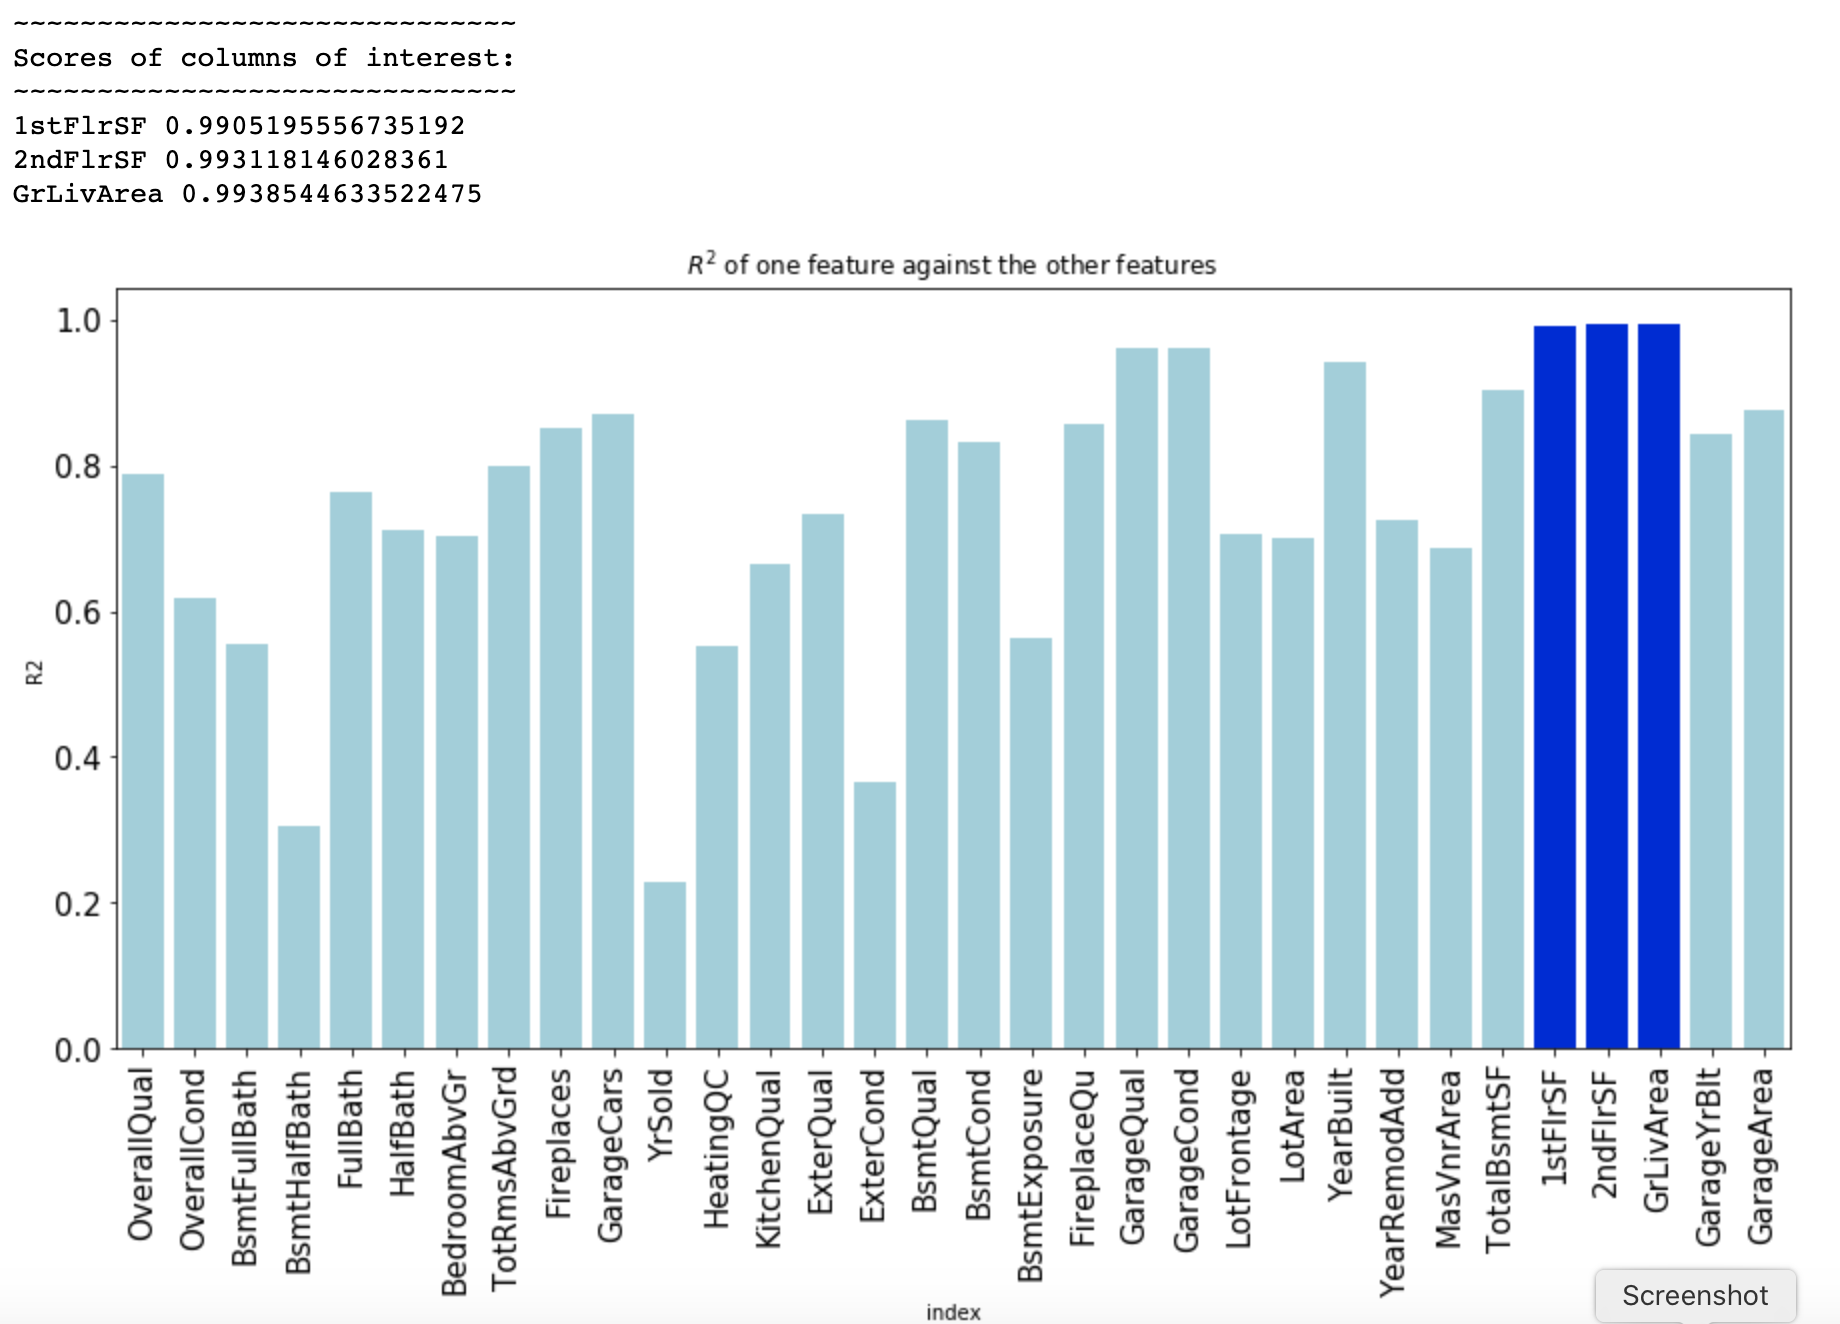 ~~~~~~~~~~~~~~~~~~~~~~~~~~~~~~
Scores of columns of interest:
~~~~~~~~~~~~~~~~~~~~~~~~~~~~~~
1stFlrSF 0.9905195556735192
2ndFlrSF 0.993118146028361
GrLivArea 0.9938544633522475
R² of one feature against the other features
1.0
0.8
0.6
0.4
0.2
0.0
R2
OverallQual
OverallCond
BsmtFullBath
BsmtHalfBath
FullBath
HalfBath
BedroomAbvGr
TotRmsAbvGrd
Fireplaces
GarageCars
YrSold
HeatingQC
KitchenQual
ExterQual
ExterCond
BsmtQual
BsmtCond
BsmtExposure
FireplaceQu
GarageQual
GarageCond
LotFrontage
LotArea
YearBuilt
YearRemodAdd
MasVnrArea
TotalBsmtSF
1stFlrSF
2ndFlrSF
GrLivArea
GarageYrBlt
GarageArea
index
Screenshot